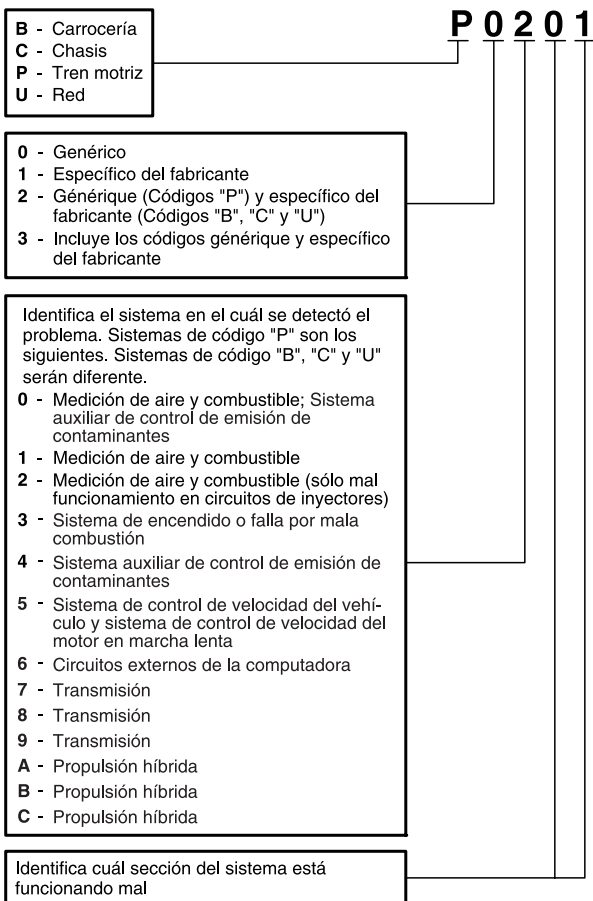 P 0 2 0 1
B - Carrocería
C - Chasis
P - Tren motriz
U - Red
0 - Genérico
1 - Específico del fabricante
2 - Générique (Códigos "P") y específico del
fabricante (Códigos "B", "C" y "U")
3 - Incluye los códigos générique y específico
del fabricante
Identifica el sistema en el cuál se detectó el
problema. Sistemas de código "P" son los
siguientes. Sistemas de código "B", "C" y "U"
serán diferente.
0 - Medición de aire y combustible; Sistema
auxiliar de control de emisión de
contaminantes
1 - Medición de aire y combustible
2 - Medición de aire y combustible (sólo mal
funcionamiento en circuitos de inyectores)
3 - Sistema de encendido o falla por mala
combustión
4 - Sistema auxiliar de control de emisión de
contaminantes
5 - Sistema de control de velocidad del vehí-
culo y sistema de control de velocidad del
motor en marcha lenta
6 - Circuitos externos de la computadora
7 - Transmisión
8 - Transmisión
9 - Transmisión
A - Propulsión híbrida
B - Propulsión híbrida
C - Propulsión híbrida
Identifica cuál sección del sistema está
funcionando mal